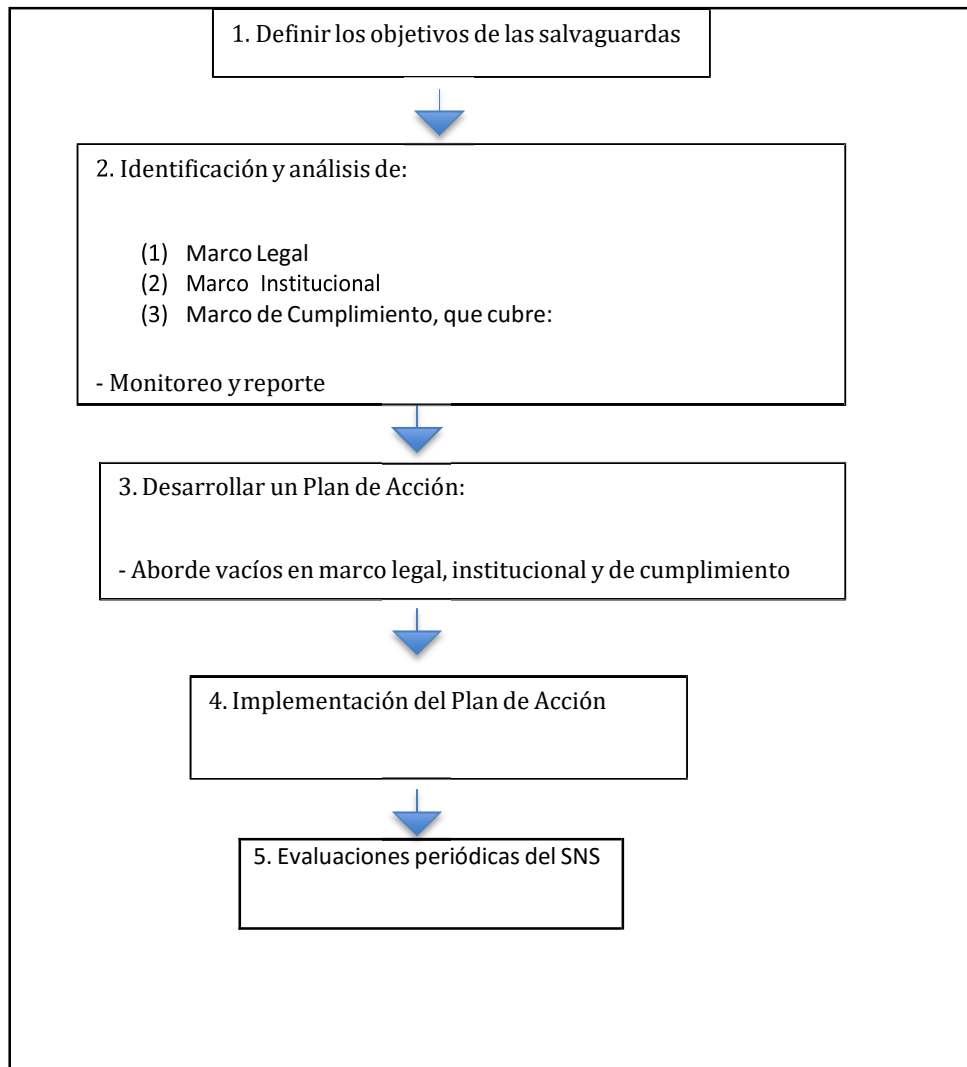 1. Definir los objetivos de las salvaguardas
2. Identificación y análisis de:
(1) Marco Legal
(2) Marco Institucional
(3) Marco de Cumplimiento, que cubre:
- Monitoreo y reporte
3. Desarrollar un Plan de Acción:
- Aborde vacíos en marco legal, institucional y de cumplimiento
4. Implementación del Plan de Acción
5. Evaluaciones periódicas del SNS